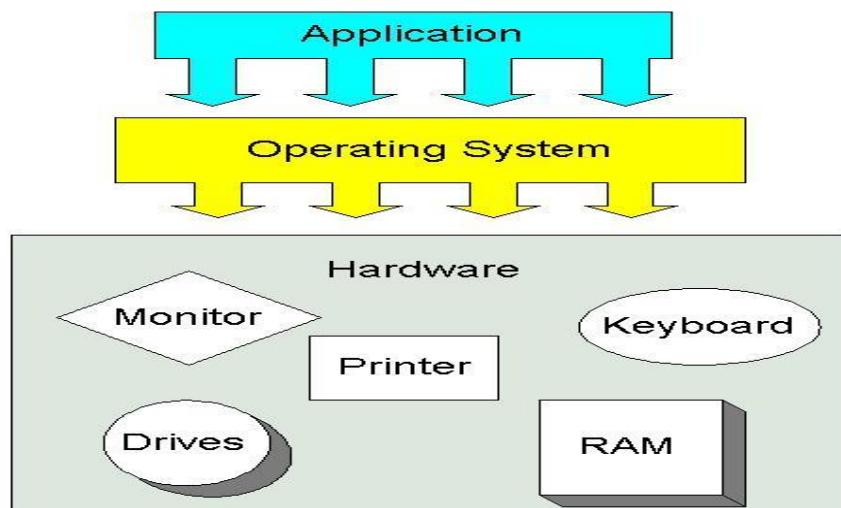 Application
Operating System
Hardware
Monitor
Keyboard
Printer
Drives
RAM